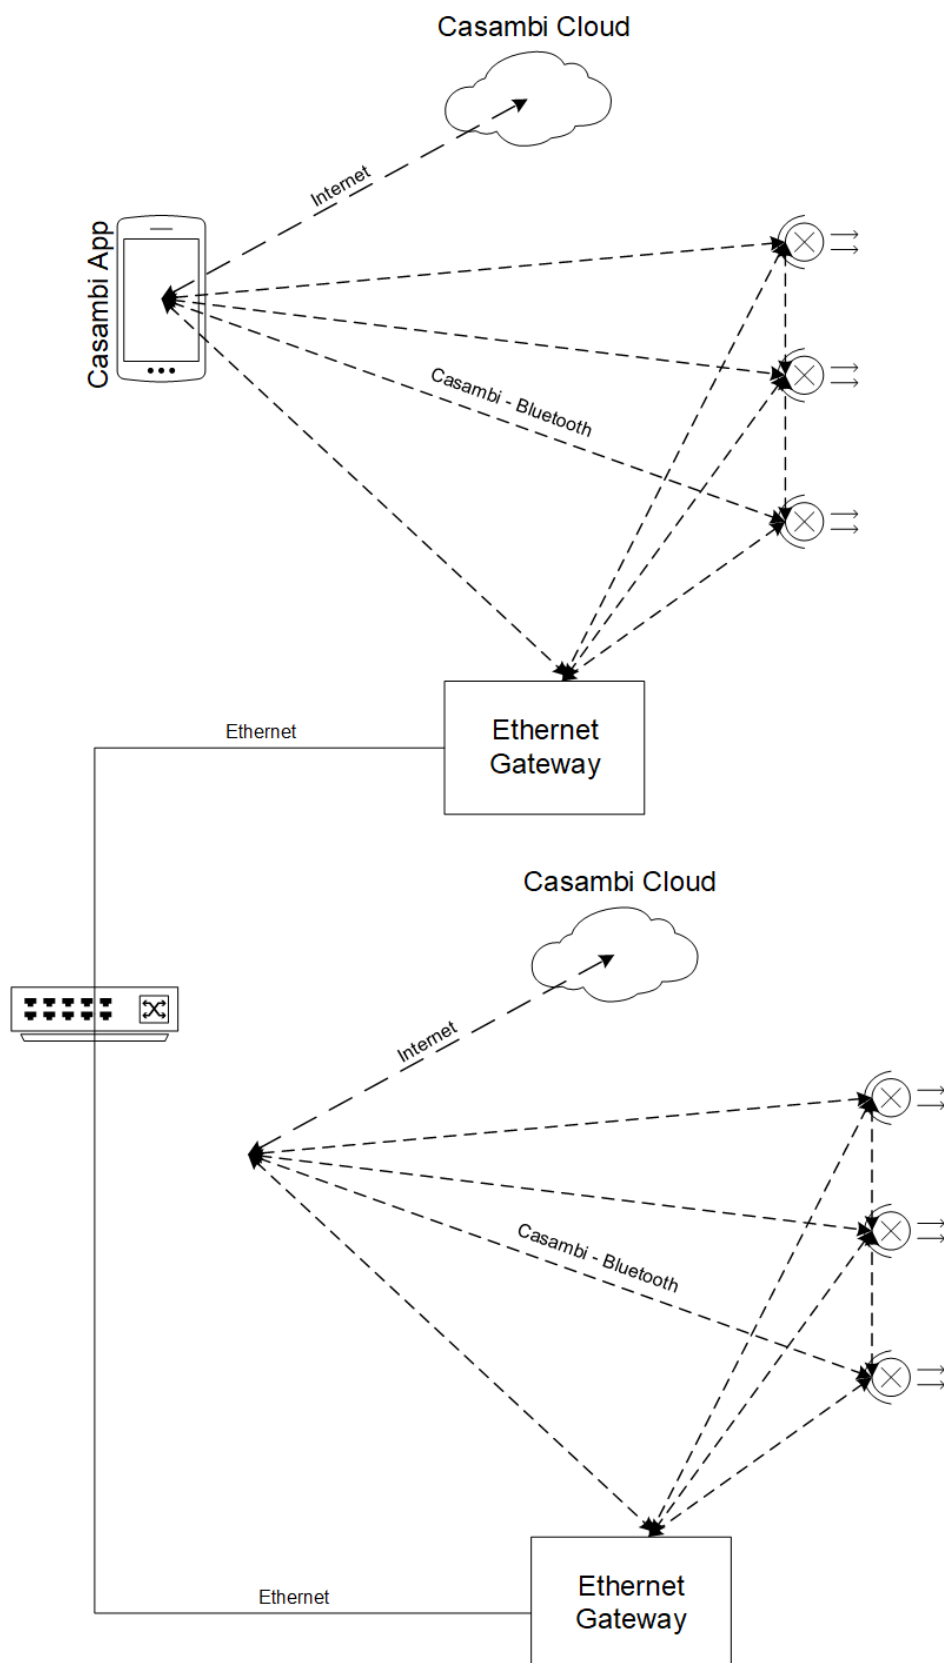 Casambi Cloud
Internet
Casambi App
Casambi - Bluetooth
Ethernet
Gateway
Ethernet
Casambi Cloud
Internet
Casambi - Bluetooth
Ethernet
Gateway
Ethernet